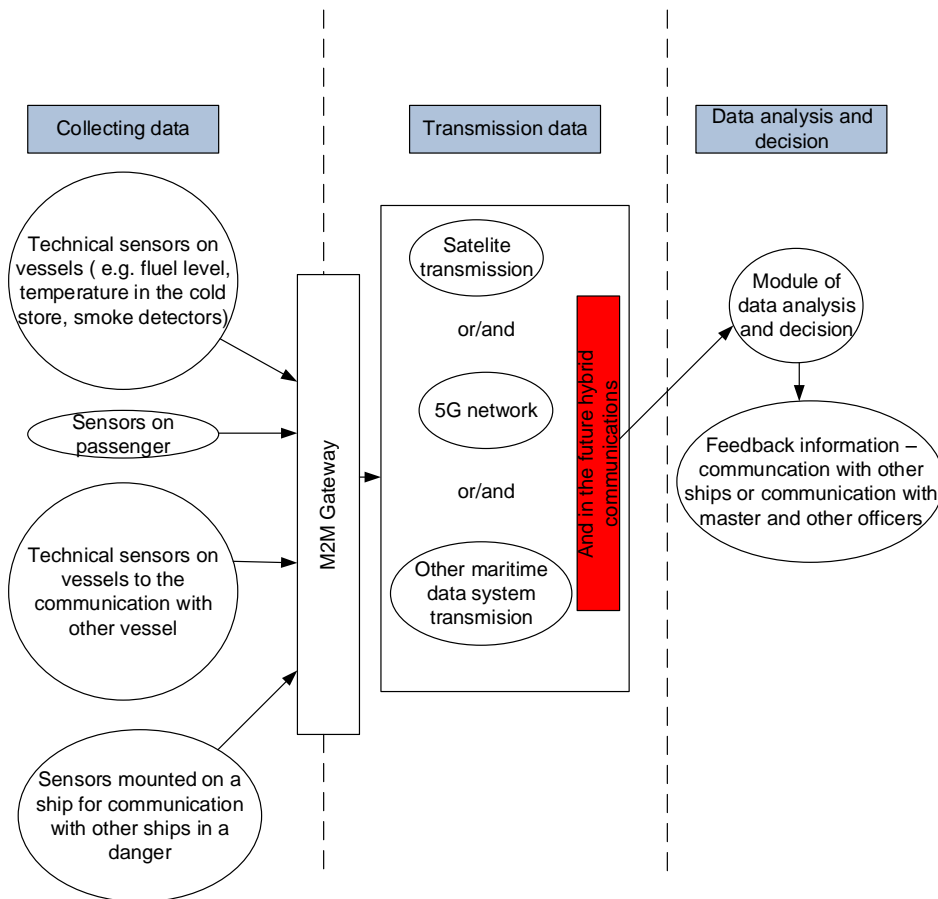 Collecting data
Transmission data
Data analysis and
decision
Technical sensors on
vessels ( e.g. fluel level,
temperature in the cold
store, smoke detectors)
Sensors on
passenger
Technical sensors on
vessels to the
communication with
other vessel
Sensors mounted on a
ship for communication
with other ships in a
danger
M2M Gateway
Satelite
transmission
or/and
5G network
or/and
Other maritime
data system
transmision
And in the future hybrid
communications
Module of
data analysis
and decision
Feedback information –
communcation with other
ships or communication with
master and other officers